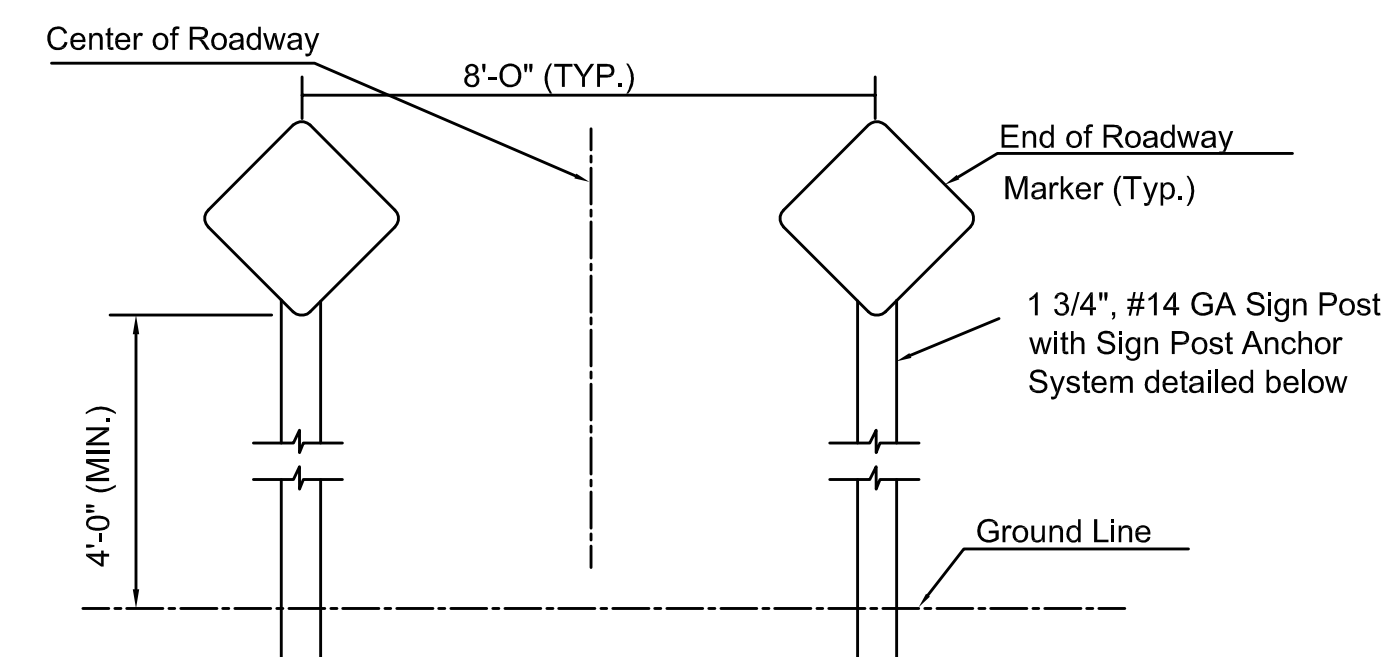 Center of Roadway
8'-O" (TYP.)
End of Roadway
Marker (Typ.)
1 3/4", #14 GA Sign Post
with Sign Post Anchor
System detailed below
4'-0" (MIN.)
Ground Line